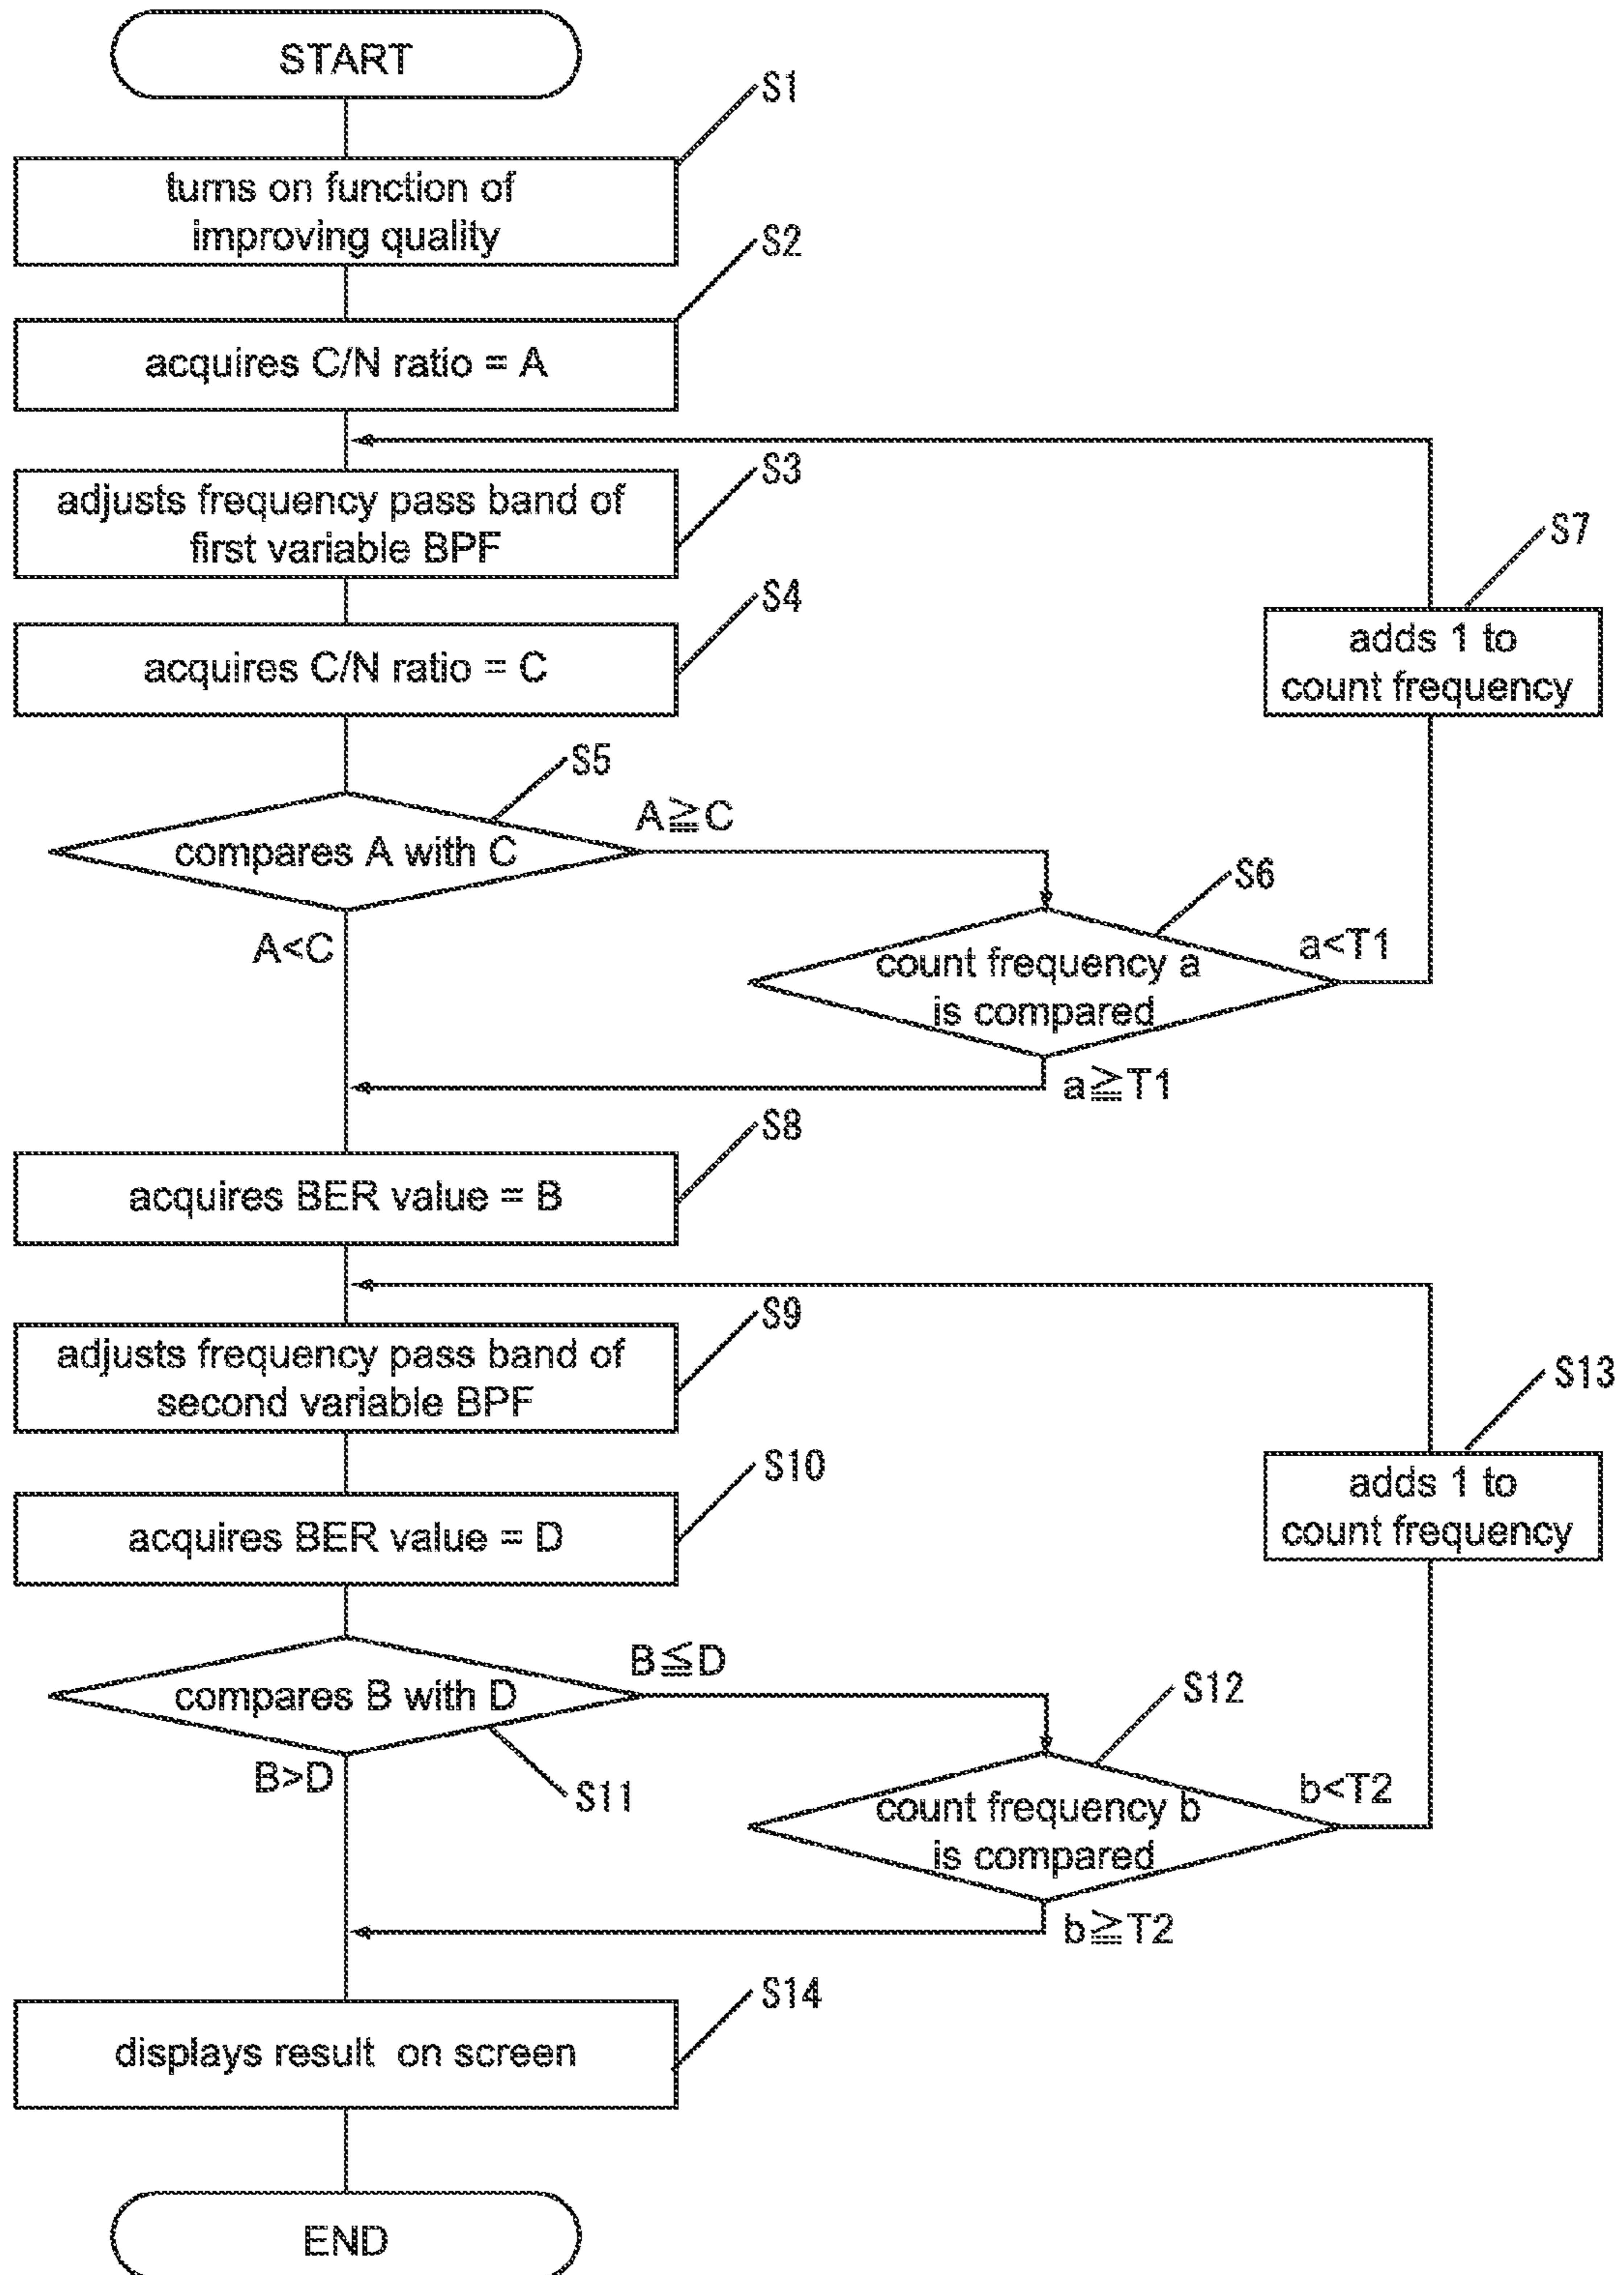 START
S1
turns on function of
improving quality
S2
acquires C/N ratio = A
S3
adjusts frequency pass band of
first variable BPF
S7
adds 1 to
count frequency
S4
acquires C/N ratio = C
S5
compares A with C
A≧C
A<C
S6
count frequency a
is compared
a<T1
a≧T1
S8
acquires BER value = B
S9
adjusts frequency pass band of
second variable BPF
S13
adds 1 to
count frequency
S10
acquires BER value = D
compares B with D
B≦D
B>D
S11
S12
count frequency b
is compared
b<T2
b≧T2
S14
displays result on screen
END